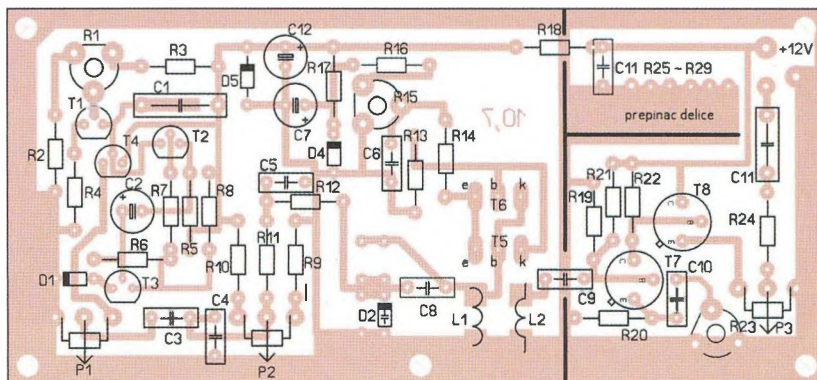 C12
R1
R3
R16
R18
+12V
D5
R17
C11 R25 ~ R29
C1
R15
prepinac delice
T1
C7
10,7
T2
R13
R14
T4
D4
C6
C11
R2
C5
R21
R22
T8
R4
C2
R7
R8
R12
e b k
T6
R19
C
B
E
R24
R5
T5
R6
R10
R11
R9
e b k
T7
C
B
E
D1
T3
C10
C9
C4
D2
C8
L1
L2
C3
R20
R23
P3
P1
P2